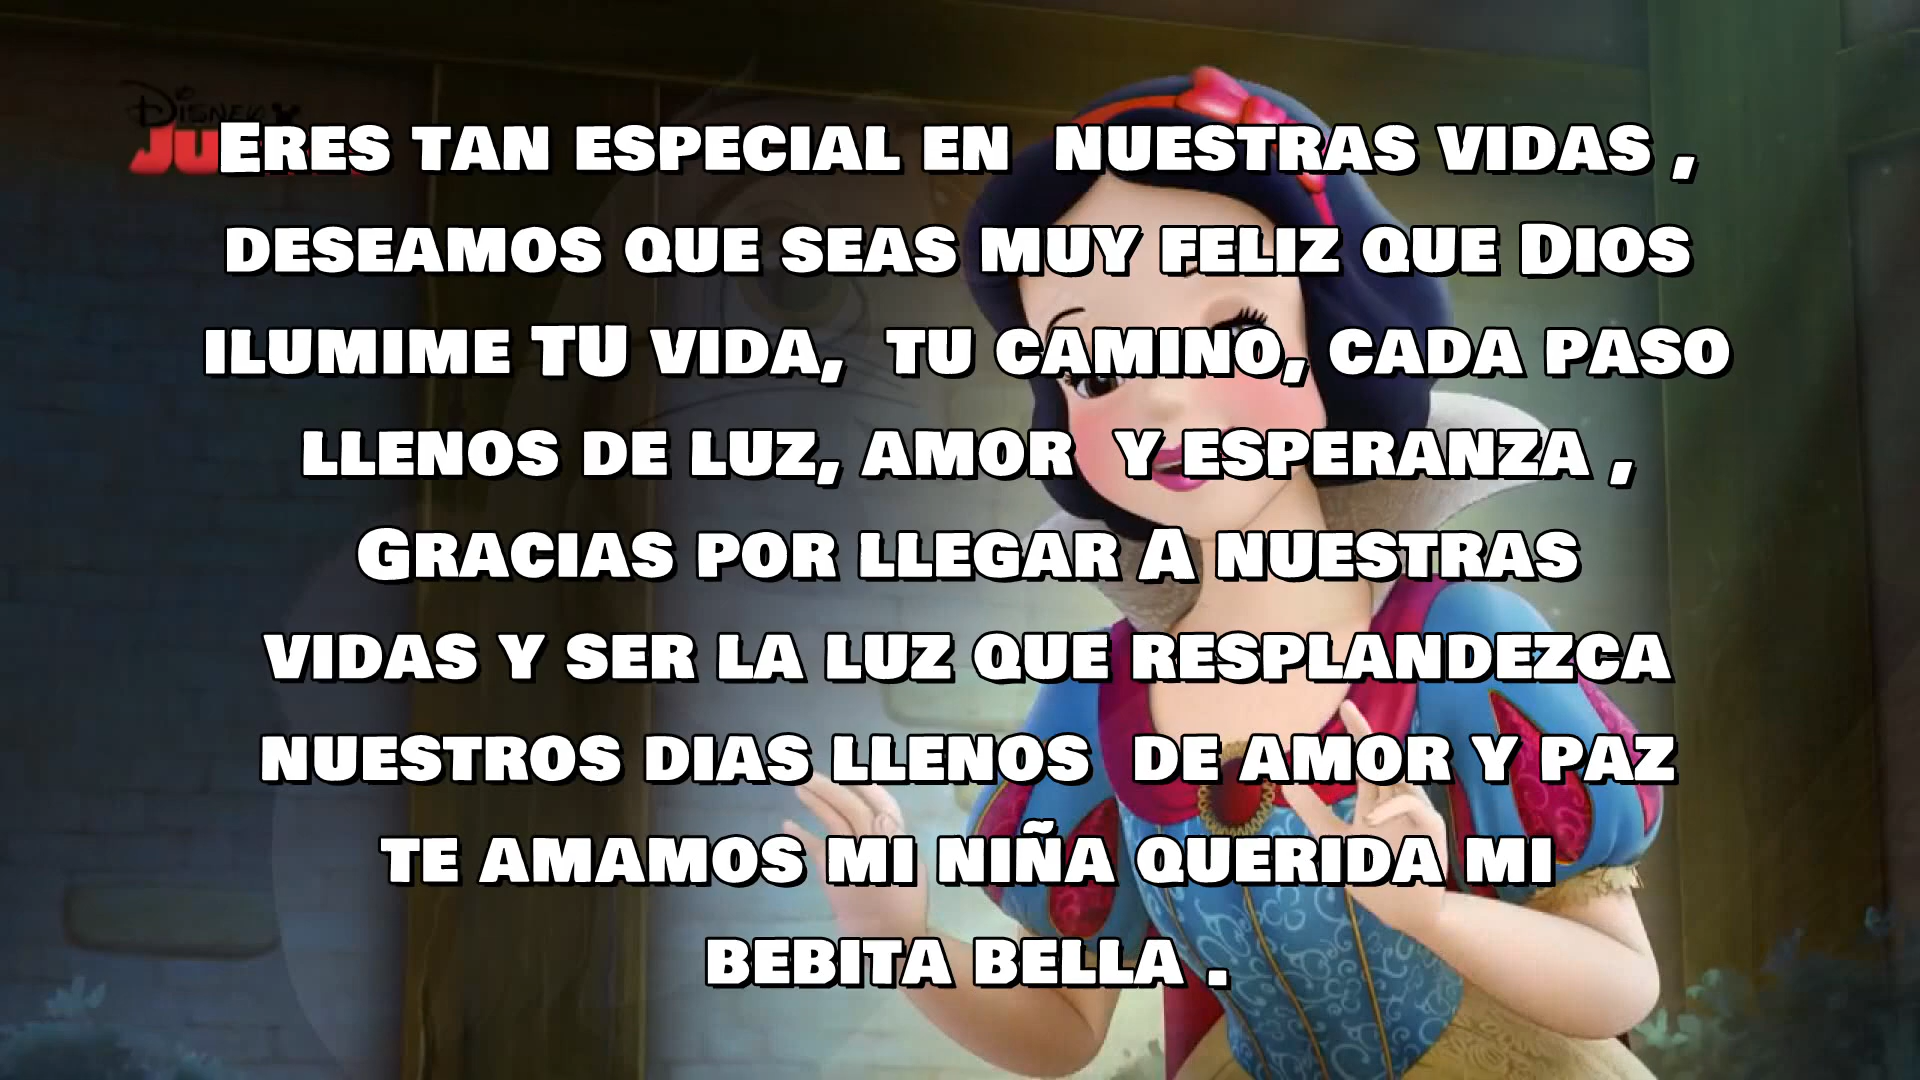 Disney
JU
Eres tan especial en nuestras vidas ,
deseamos que seas muy feliz que Dios
ilumime TU vida, tu camino, cada paso
llenos de luz, amor y esperanza ,
Gracias por llegar A nuestras
vidas y ser la luz que resplandezca
nuestros dias llenos de amor y paz
te amamos mi niña querida mi
bebita bella .